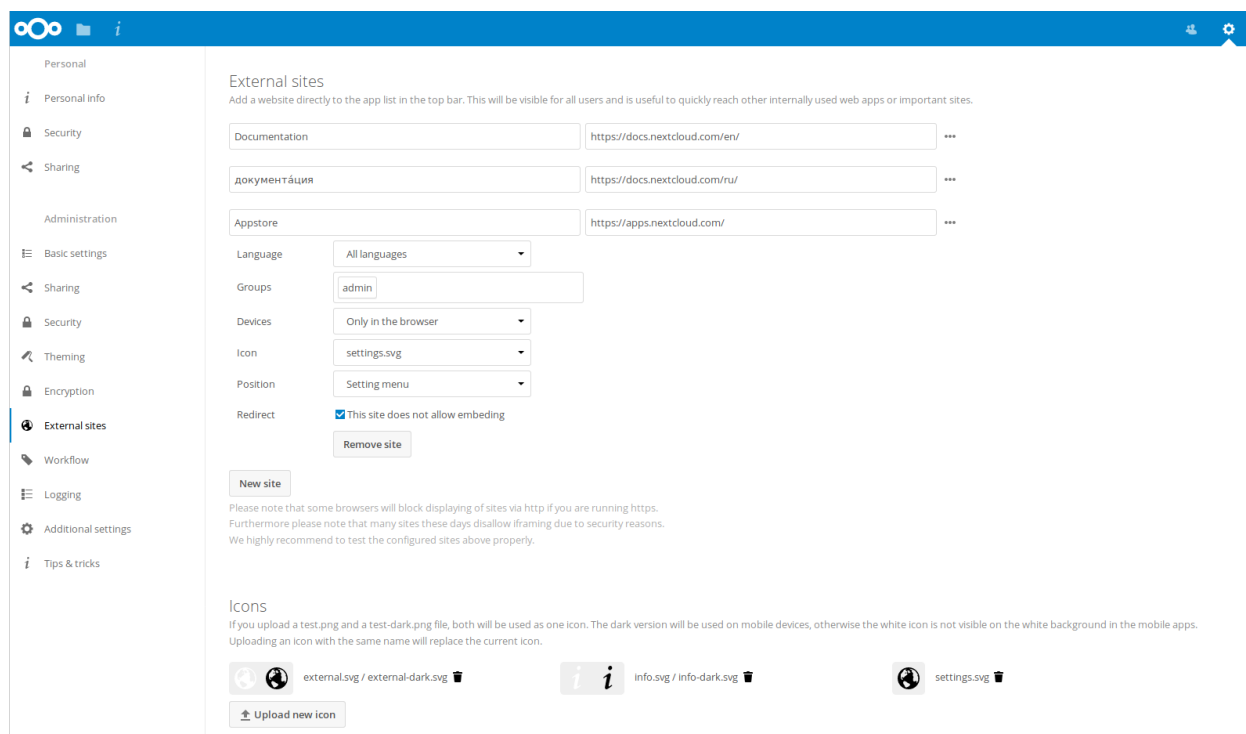 Personal
Personal info
Security
Sharing
Administration
Basic settings
Sharing
Security
Theming
Encryption
External sites
Workflow
Logging
Additional settings
Tips & tricks
External sites
Add a website directly to the app list in the top bar. This will be visible for all users and is useful to quickly reach other internally used web apps or important sites.
Documentation https://docs.nextcloud.com/en/
документа́ция https://docs.nextcloud.com/ru/
Appstore https://apps.nextcloud.com/
Language All languages
Groups admin
Devices Only in the browser
Icon settings.svg
Position Setting menu
Redirect This site does not allow embeding
Remove site
New site
Please note that some browsers will block displaying of sites via http if you are running https.
Furthermore please note that many sites these days disallow iframing due to security reasons.
We highly recommend to test the configured sites above properly.
Icons
If you upload a test.png and a test-dark.png file, both will be used as one icon. The dark version will be used on mobile devices, otherwise the white icon is not visible on the white background in the mobile apps.
Uploading an icon with the same name will replace the current icon.
external.svg / external-dark.svg info.svg / info-dark.svg settings.svg
Upload new icon